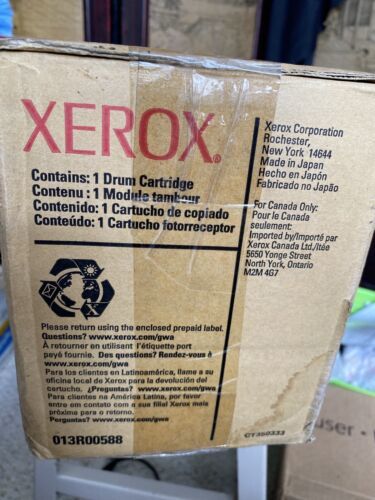 XEROX®
Contains: 1 Drum Cartridge
Contenu : 1 Module tambour
Contenido: 1 Cartucho de copiado
Conteúdo: 1 Cartucho fotorreceptor
Xerox Corporation
Rochester,
New York 14644
Made in Japan
Hecho en Japón
Fabricado no Japão
For Canada Only:
Pour le Canada
seulement:
Imported by/Importé par
Xerox Canada Ltd./ltée
5650 Yonge Street
North York, Ontario
M2M 4G7
X
Please return using the enclosed prepaid label.
Questions? www.xerox.com/gwa
À retourner en utilisant l'étiquette port
payé fournie. Des questions? Rendez-vous à
www.xerox.com/gwa
Para los clientes en Latinoamérica, llame a su
oficina local de Xerox para la devolución del
cartucho. ¿Preguntas? www.xerox.com/gwa
Para clientes na América Latina, por favor
entre em contato com a sua filial Xerox mais
próxima para o retorno.
Perguntas? www.xerox.com/gwa
013R00588
CT350333